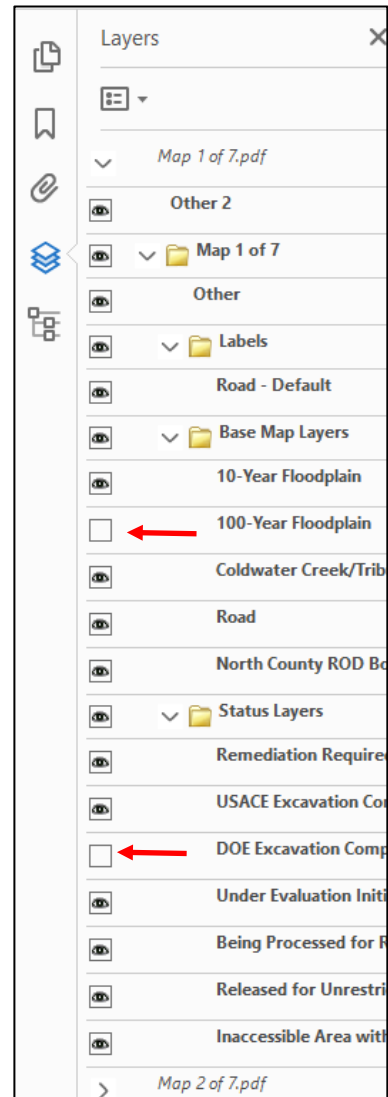 Layers
Map 1 of 7.pdf
Other 2
Map 1 of 7
Other
Labels
Road - Default
Base Map Layers
10-Year Floodplain
100-Year Floodplain
Coldwater Creek/Trib
Road
North County ROD Bo
Status Layers
Remediation Require
USACE Excavation Co
DOE Excavation Comp
Under Evaluation Initi
Being Processed for R
Released for Unrestri
Inaccessible Area with
Map 2 of 7.pdf